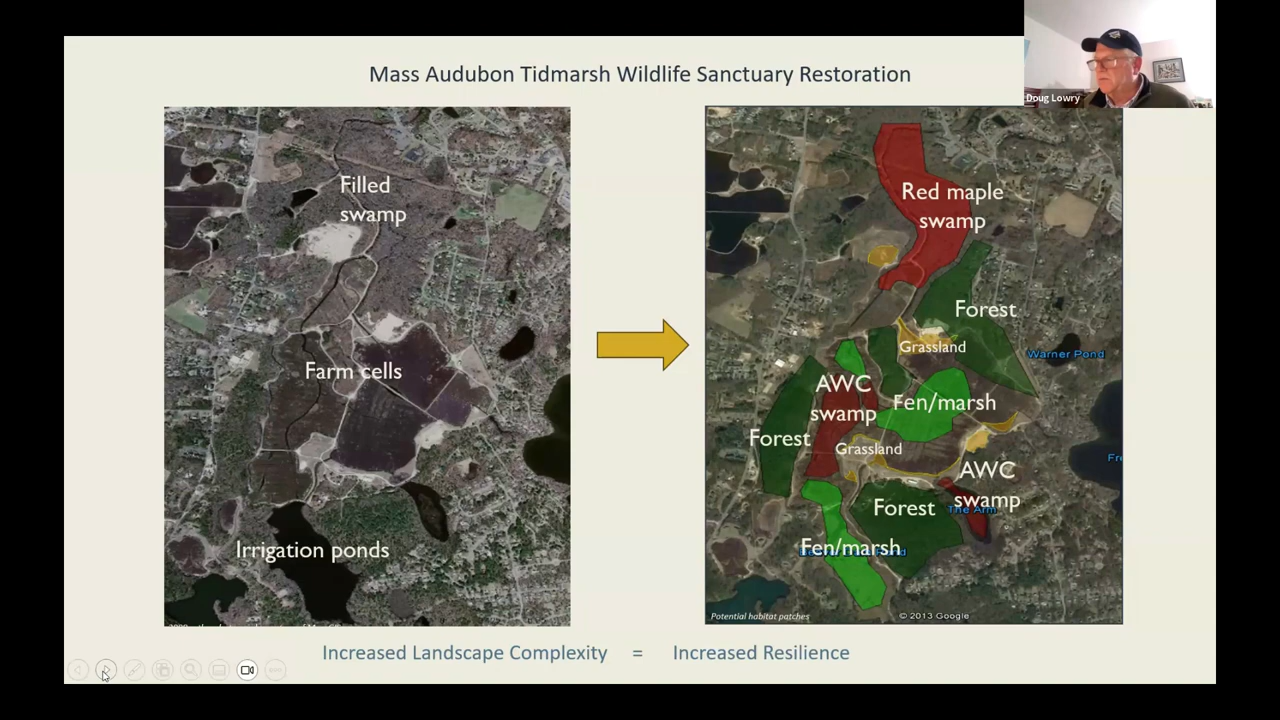 Mass Audubon Tidmarsh Wildlife Sanctuary Restoration
Doug Lowry
Filled
swamp
Farm cells
Irrigation ponds
Red maple
swamp
Forest
Grassland
Warner Pond
AWC
swamp
Fen/marsh
Forest
Grassland
AWC
swamp
The Arm
Forest
Fen/marsh
Potential habitat patches
© 2013 Google
Increased Landscape Complexity = Increased Resilience